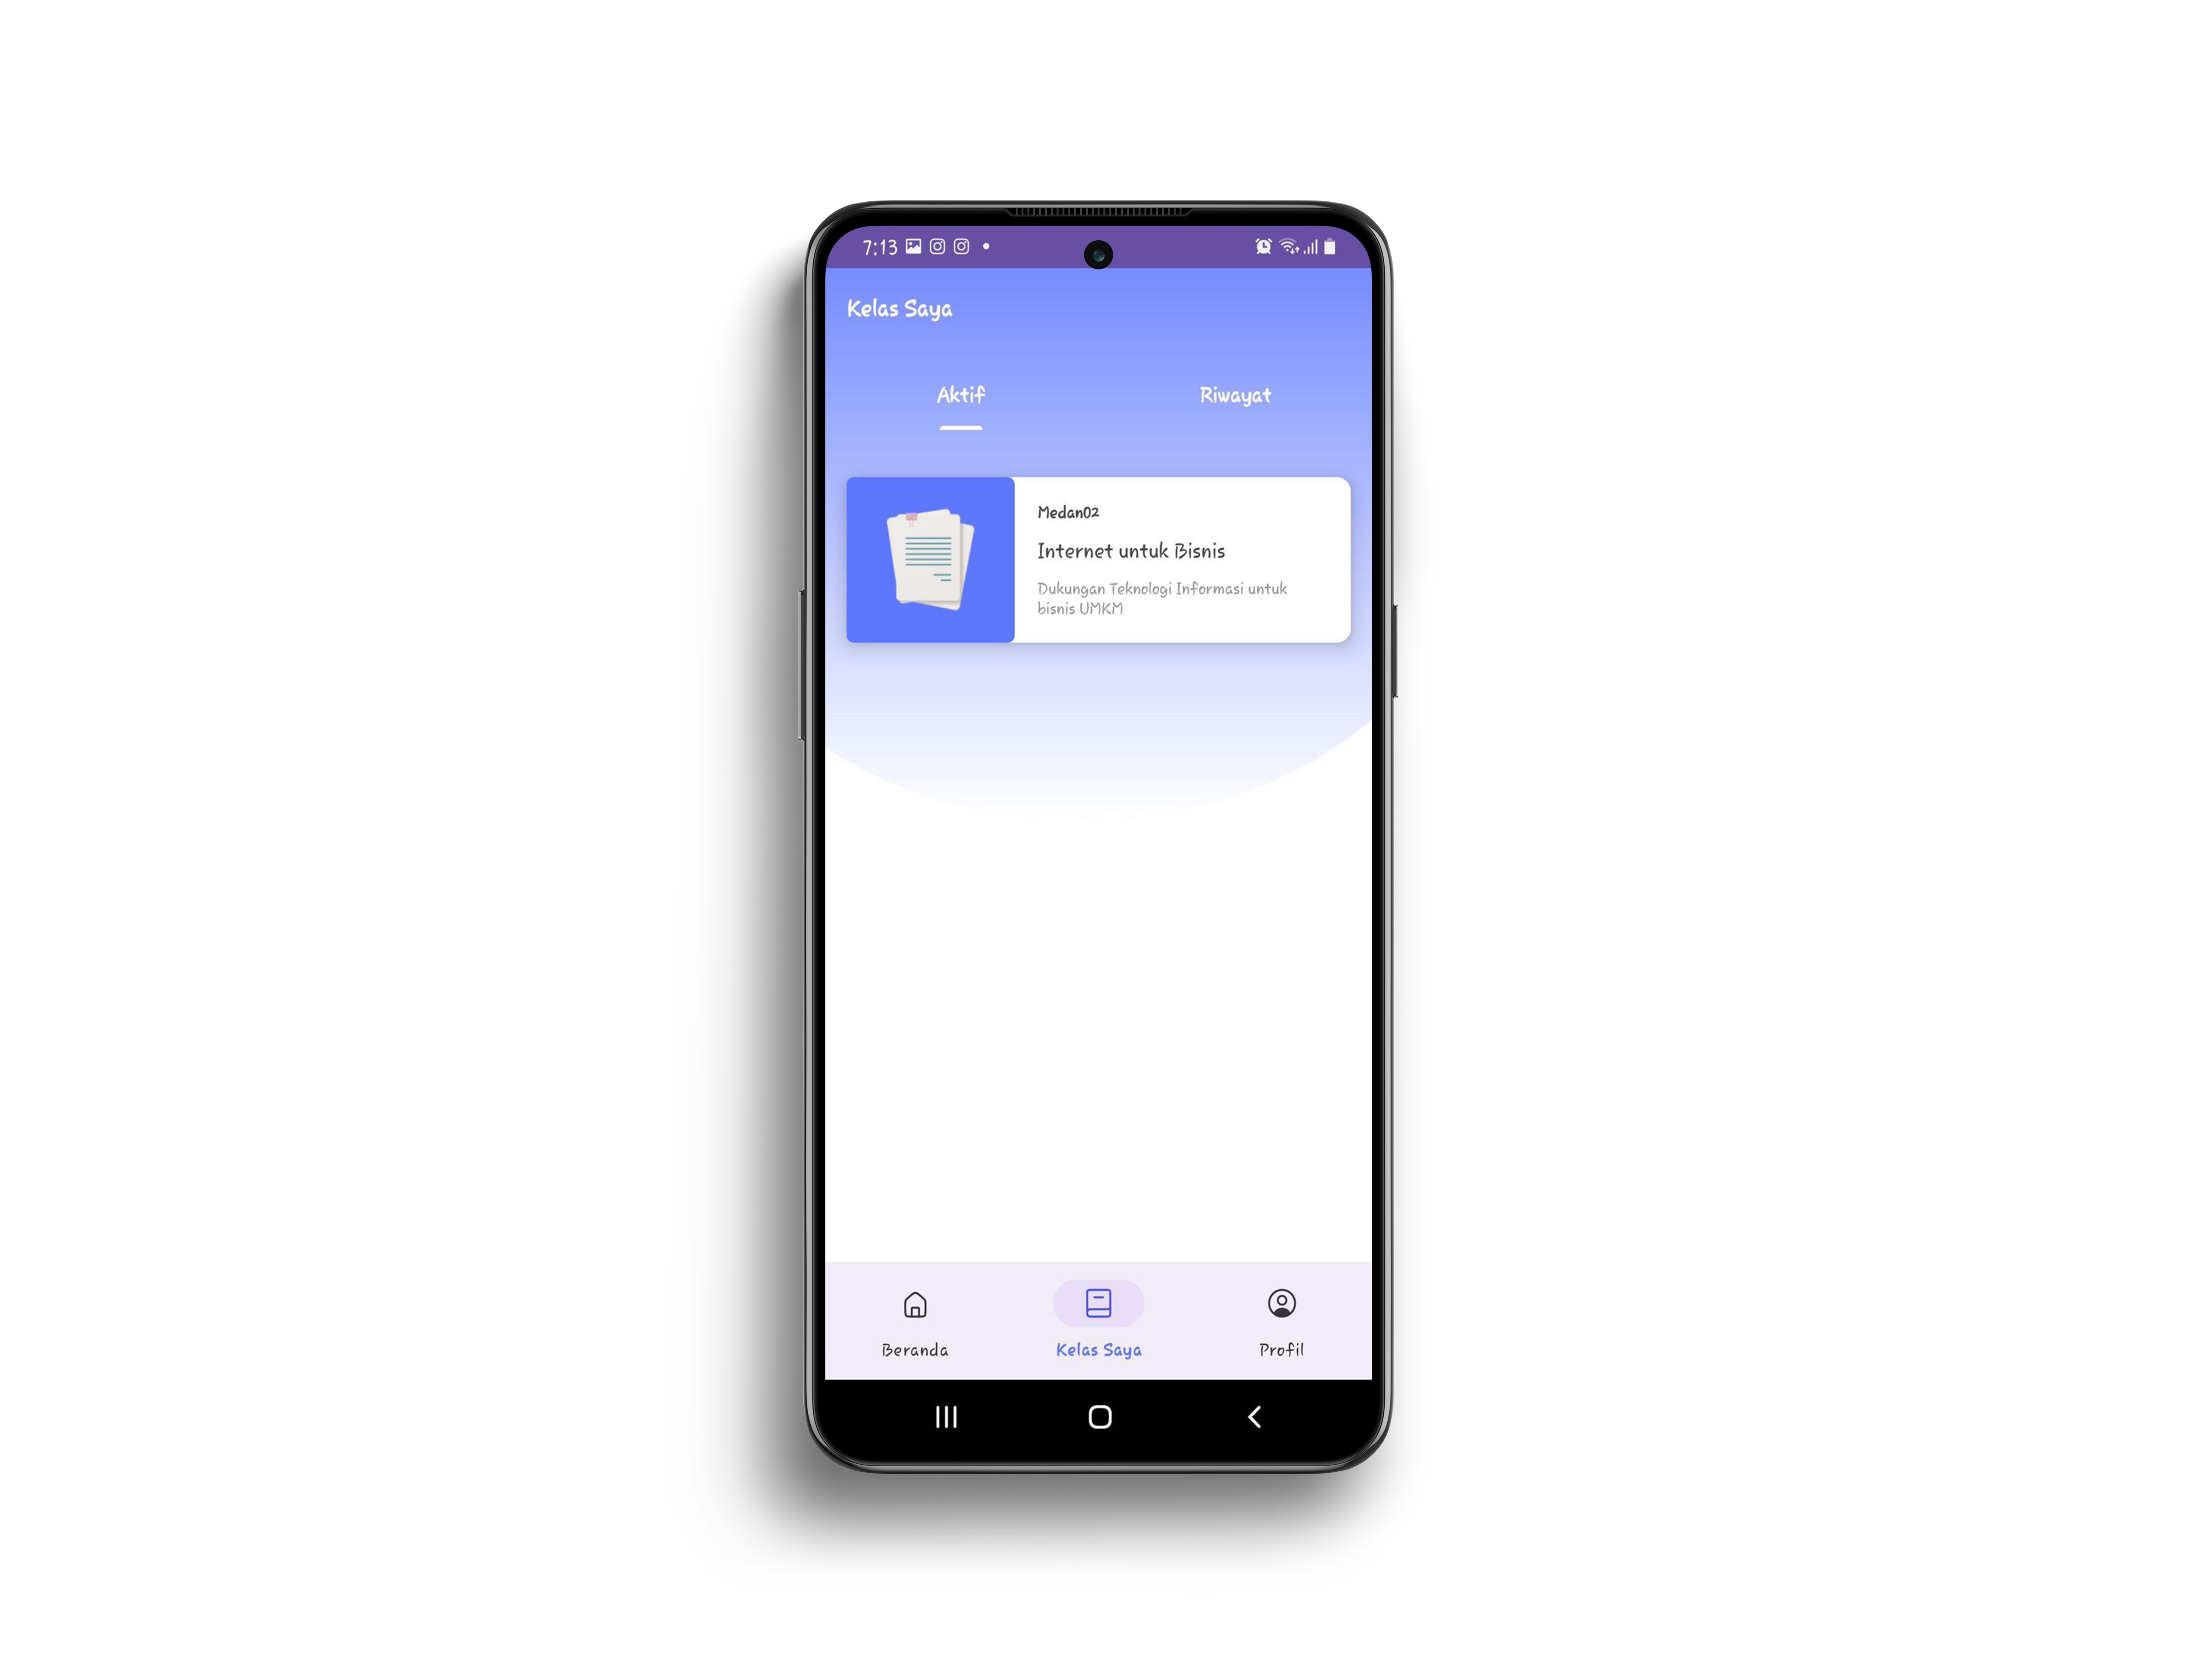 7:13
Kelas Saya
Aktif
Riwayat
Medan02
Internet untuk Bisnis
Dukungan Teknologi Informasi untuk
bisnis UMKM
Beranda
Kelas Saya
Profil